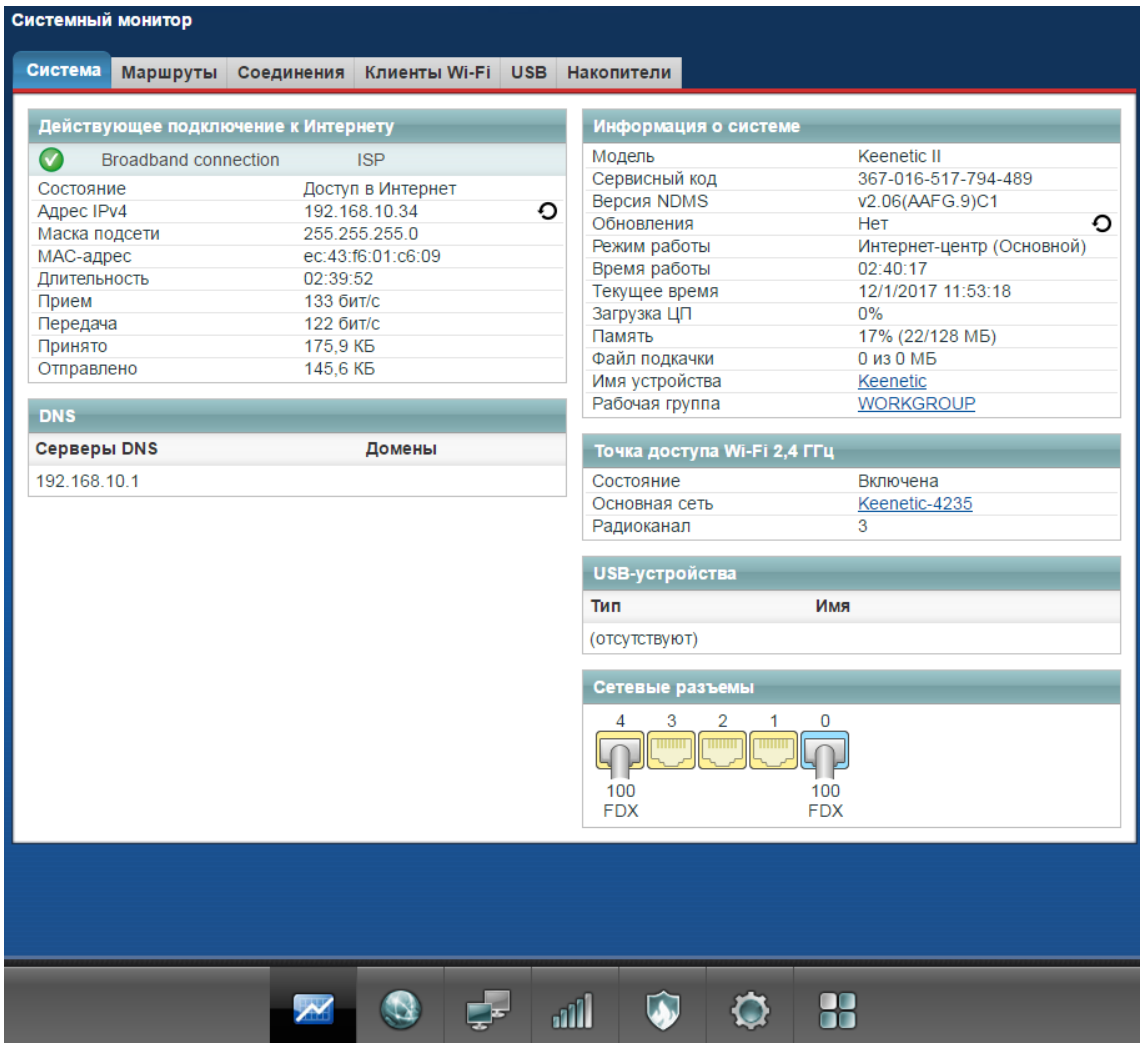 Системный монитор
Система Маршруты Соединения Клиенты Wi-Fi USB Накопители
Действующее подключение к Интернету
Broadband connection ISP
Состояние Доступ в Интернет
Адрес IPv4 192.168.10.34
Маска подсети 255.255.255.0
MAC-адрес ec:43:f6:01:c6:09
Длительность 02:39:52
Прием 133 бит/с
Передача 122 бит/с
Принято 175,9 КБ
Отправлено 145,6 КБ
DNS
Серверы DNS Домены
192.168.10.1
Информация о системе
Модель Keenetic II
Сервисный код 367-016-517-794-489
Версия NDMS v2.06(AAFG.9)C1
Обновления Нет
Режим работы Интернет-центр (Основной)
Время работы 02:40:17
Текущее время 12/1/2017 11:53:18
Загрузка ЦП 0%
Память 17% (22/128 МБ)
Файл подкачки 0 из 0 МБ
Имя устройства Keenetic
Рабочая группа WORKGROUP
Точка доступа Wi-Fi 2,4 ГГц
Состояние Включена
Основная сеть Keenetic-4235
Радиоканал 3
USB-устройства
Тип Имя
(отсутствуют)
Сетевые разъемы
4 3 2 1 0
100 100
FDX FDX